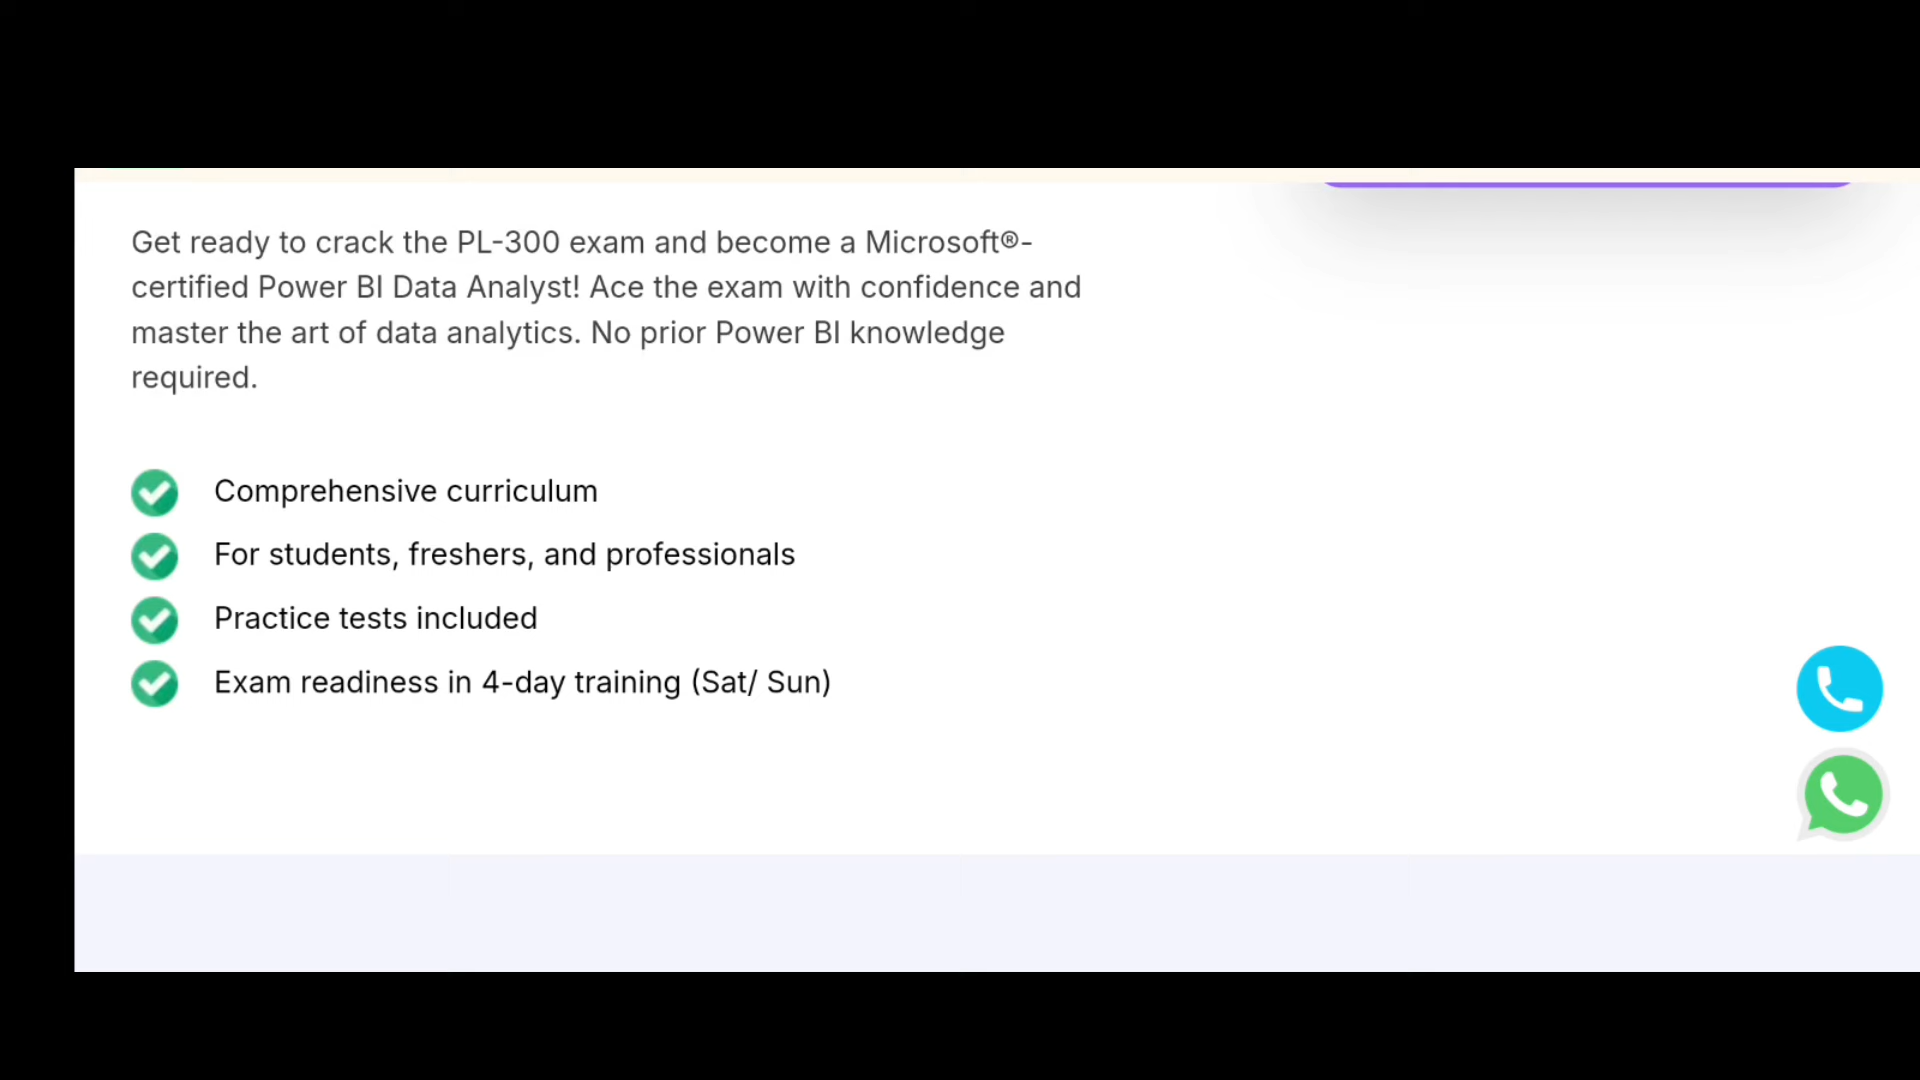 Get ready to crack the PL-300 exam and become a Microsoft®-
certified Power BI Data Analyst! Ace the exam with confidence and
master the art of data analytics. No prior Power BI knowledge
required.
Comprehensive curriculum
For students, freshers, and professionals
Practice tests included
Exam readiness in 4-day training (Sat/ Sun)